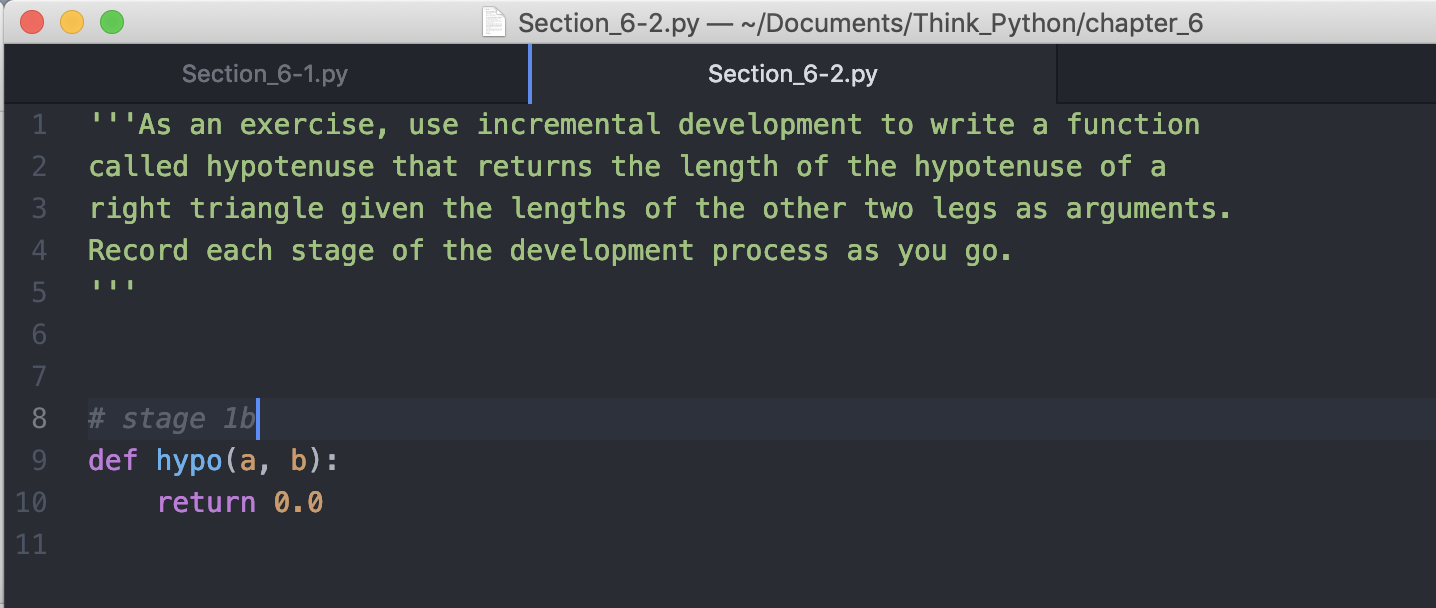 Section_6-2.py — ~/Documents/Think_Python/chapter_6
Section_6-1.py
Section_6-2.py
1 '''As an exercise, use incremental development to write a function
2 called hypotenuse that returns the length of the hypotenuse of a
3 right triangle given the lengths of the other two legs as arguments.
4 Record each stage of the development process as you go.
5 '''
6
7
8 # stage 1b
9 def hypo(a, b):
10     return 0.0
11